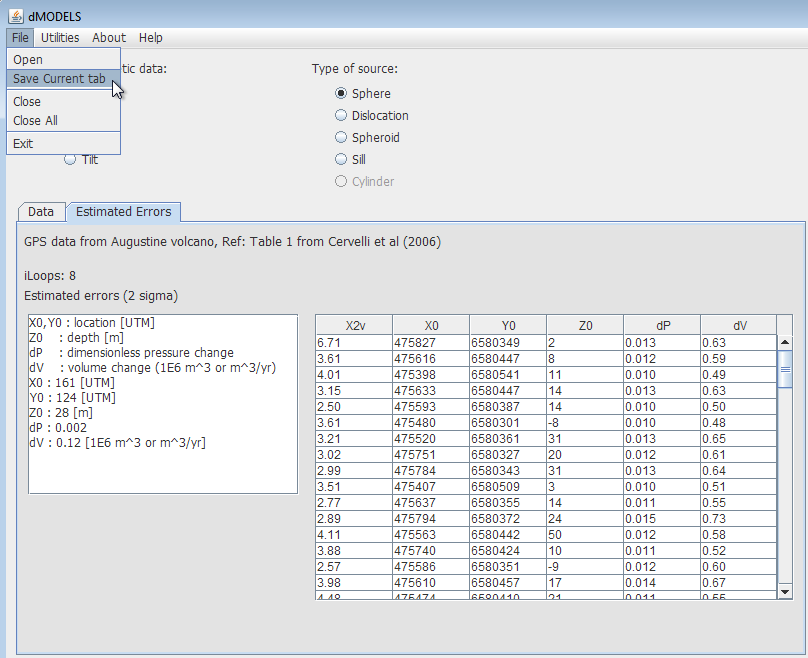 dMODELS
File Utilities About Help
Open
Save Current tab
Close
Close All
Exit
tic data:
Tilt
Type of source:
Sphere
Dislocation
Spheroid
Sill
Cylinder
Data Estimated Errors
GPS data from Augustine volcano, Ref: Table 1 from Cervelli et al (2006)
iLoops: 8
Estimated errors (2 sigma)
X0,Y0 : location [UTM]
Z0 : depth [m]
dP : dimensionless pressure change
dV : volume change (1E6 m^3 or m^3/yr)
X0 : 161 [UTM]
Y0 : 124 [UTM]
Z0 : 28 [m]
dP : 0.002
dV : 0.12 [1E6 m^3 or m^3/yr]
X2v X0 Y0 Z0 dP dV
6.71 475827 6580349 2 0.013 0.63
3.61 475616 6580447 8 0.012 0.59
4.01 475398 6580541 11 0.010 0.49
3.15 475633 6580447 14 0.013 0.63
2.50 475593 6580387 14 0.010 0.50
3.61 475480 6580301 -8 0.010 0.48
3.21 475520 6580361 31 0.013 0.65
3.02 475751 6580327 20 0.012 0.61
2.99 475784 6580343 31 0.013 0.64
3.51 475407 6580509 3 0.010 0.51
2.77 475637 6580355 14 0.011 0.55
2.89 475794 6580372 24 0.015 0.73
4.11 475563 6580442 50 0.012 0.58
3.88 475740 6580424 10 0.011 0.52
2.57 475586 6580351 -9 0.012 0.60
3.98 475610 6580457 17 0.014 0.67
4.48 475474 6580410 21 0.011 0.55